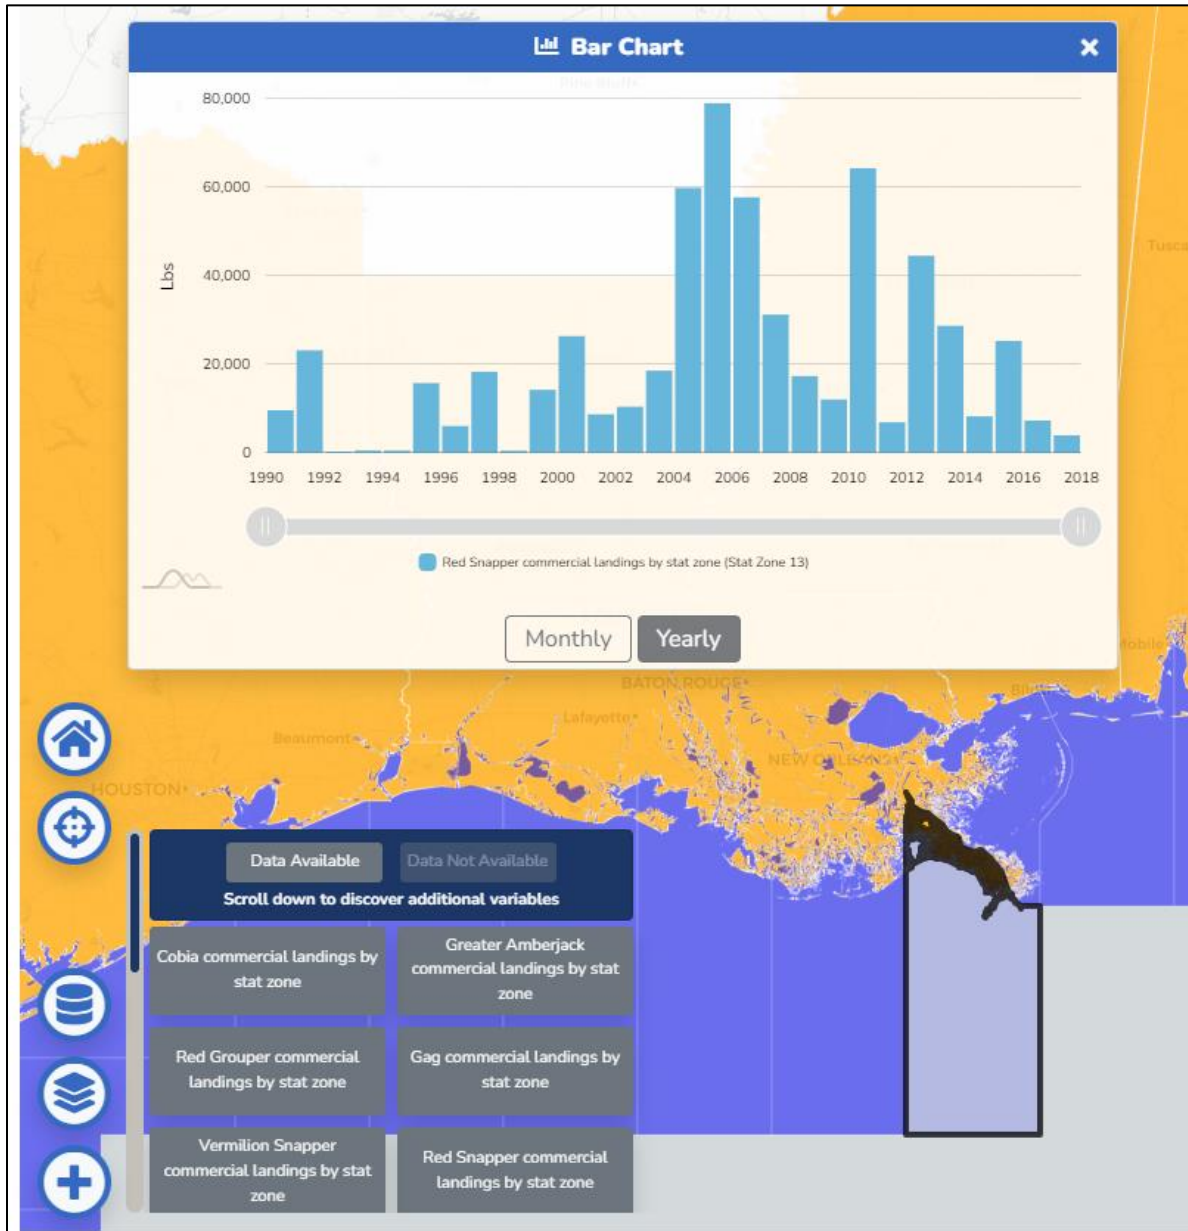 Bar Chart
80,000
60,000
40,000
20,000
0
Lbs
1990 1992 1994 1996 1998 2000 2002 2004 2006 2008 2010 2012 2014 2016 2018
Red Snapper commercial landings by stat zone (Stat Zone 13)
Monthly Yearly
Tusca
Mobile
BATON ROUGE
Lafayette
Beaumont
NEW ORLEANS
HOUSTON
Data Available Data Not Available
Scroll down to discover additional variables
Cobia commercial landings by
stat zone
Greater Amberjack
commercial landings by stat
zone
Red Grouper commercial
landings by stat zone
Gag commercial landings by
stat zone
Vermilion Snapper
commercial landings by stat
zone
Red Snapper commercial
landings by stat zone